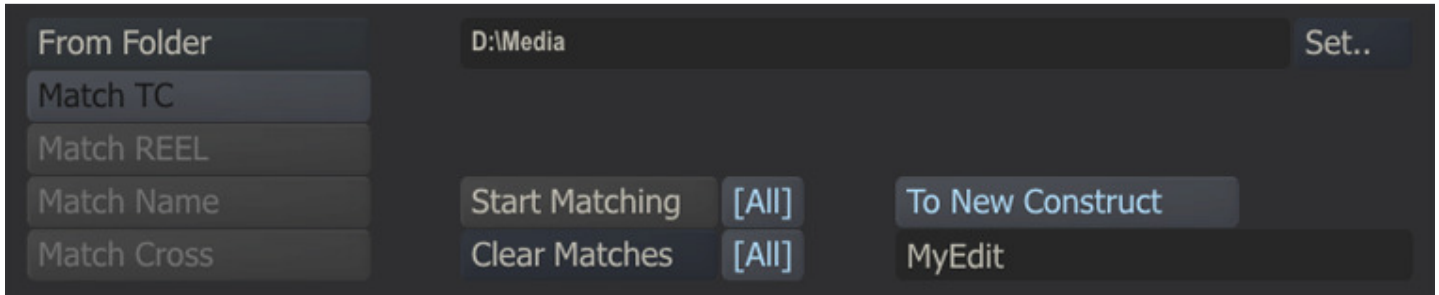 From Folder D:\Media Set..
Match TC
Match REEL
Match Name Start Matching [All] To New Construct
Match Cross Clear Matches [All] MyEdit